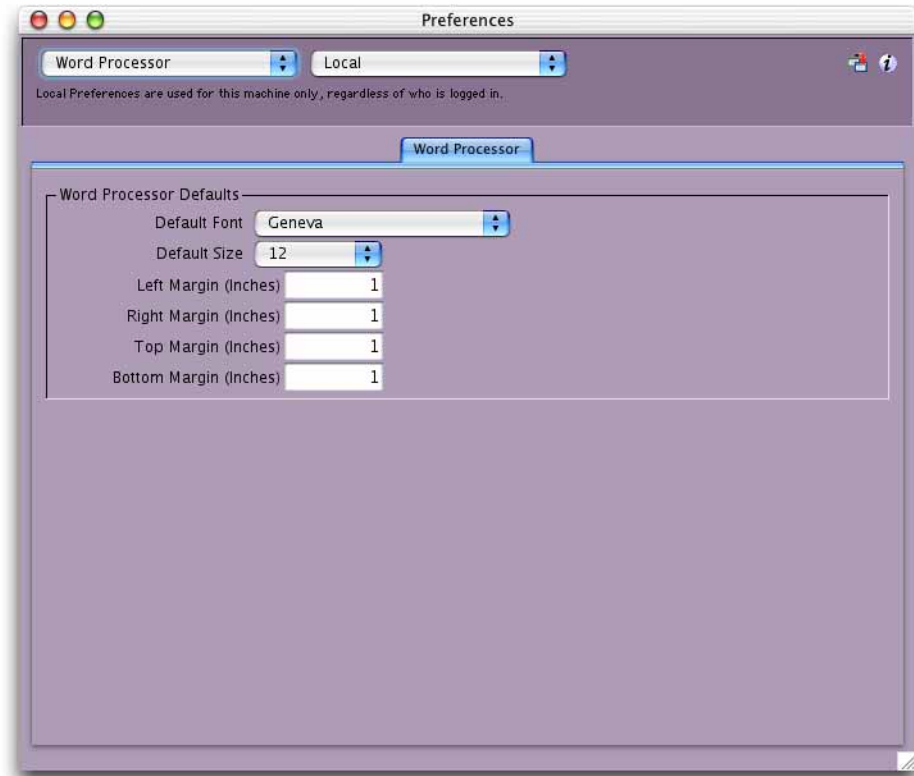 Preferences
Word Processor Local
Local Preferences are used for this machine only, regardless of who is logged in.
Word Processor
Word Processor Defaults
Default Font Geneva
Default Size 12
Left Margin (Inches) 1
Right Margin (Inches) 1
Top Margin (Inches) 1
Bottom Margin (Inches) 1